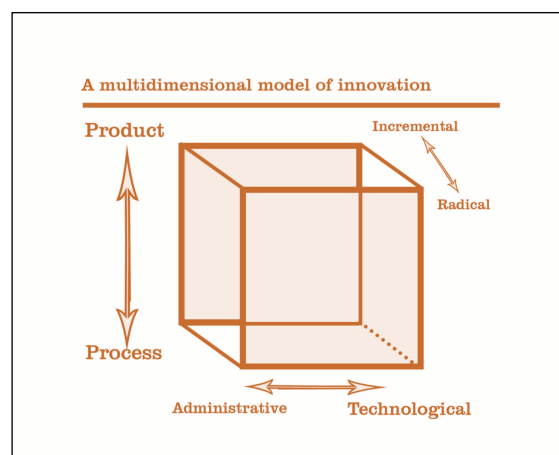 A multidimensional model of innovation
Product
Incremental
Radical
Process
Administrative
Technological